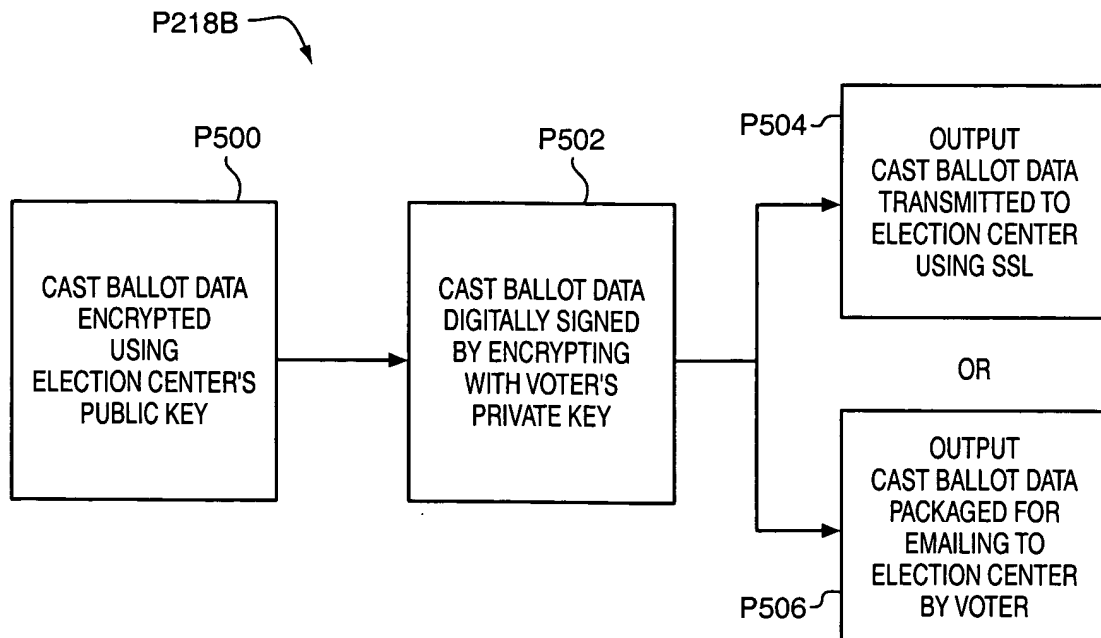 P218B
P500
CAST BALLOT DATA
ENCRYPTED
USING
ELECTION CENTER'S
PUBLIC KEY
P502
CAST BALLOT DATA
DIGITALLY SIGNED
BY ENCRYPTING
WITH VOTER'S
PRIVATE KEY
P504
OUTPUT
CAST BALLOT DATA
TRANSMITTED TO
ELECTION CENTER
USING SSL
OR
OUTPUT
CAST BALLOT DATA
PACKAGED FOR
EMAILING TO
ELECTION CENTER
BY VOTER
P506